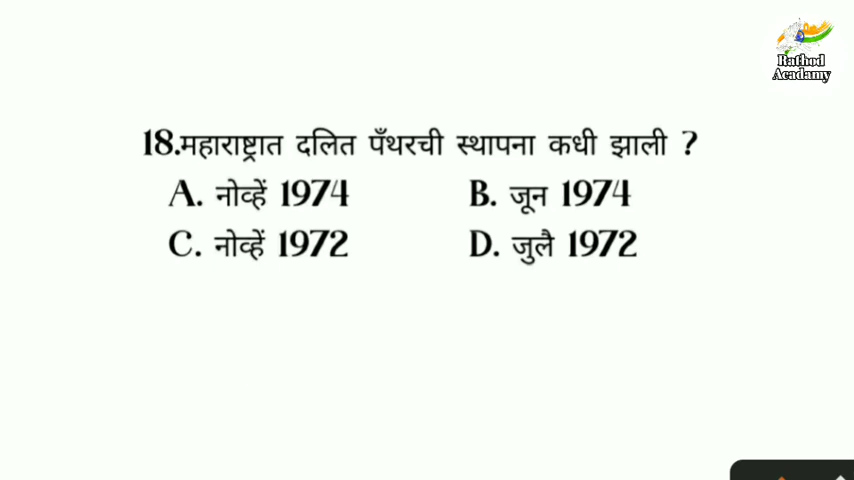 Rathod
Acadamy
18.महाराष्ट्रात दलित पँथरची स्थापना कधी झाली ?
A. नोव्हें 1974 B. जून 1974
C. नोव्हें 1972 D. जुलै 1972